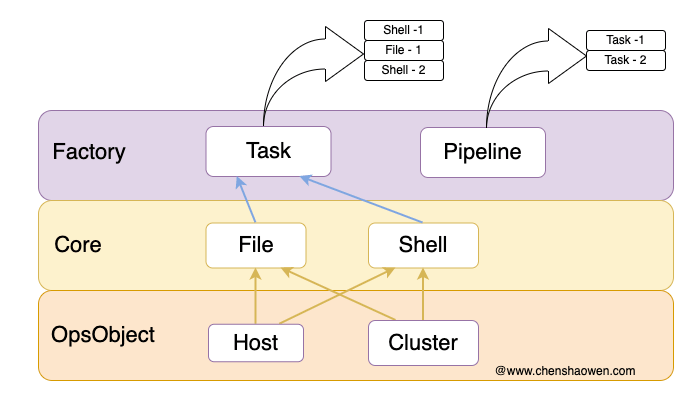 Shell -1
File - 1
Shell - 2
Task -1
Task - 2
Factory
Task
Pipeline
Core
File
Shell
OpsObject
Host
Cluster
@www.chenshaowen.com